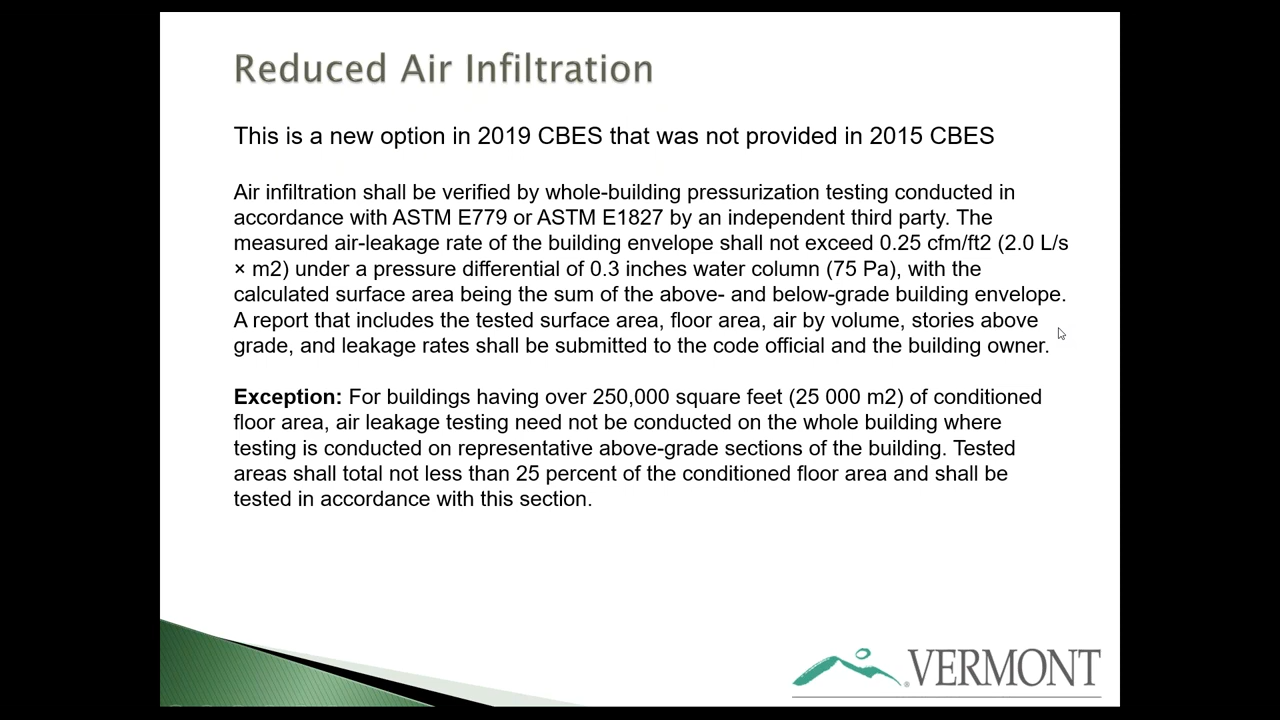 Reduced Air Infiltration
This is a new option in 2019 CBES that was not provided in 2015 CBES
Air infiltration shall be verified by whole-building pressurization testing conducted in
accordance with ASTM E779 or ASTM E1827 by an independent third party. The
measured air-leakage rate of the building envelope shall not exceed 0.25 cfm/ft2 (2.0 L/s
× m2) under a pressure differential of 0.3 inches water column (75 Pa), with the
calculated surface area being the sum of the above- and below-grade building envelope.
A report that includes the tested surface area, floor area, air by volume, stories above
grade, and leakage rates shall be submitted to the code official and the building owner.
Exception: For buildings having over 250,000 square feet (25 000 m2) of conditioned
floor area, air leakage testing need not be conducted on the whole building where
testing is conducted on representative above-grade sections of the building. Tested
areas shall total not less than 25 percent of the conditioned floor area and shall be
tested in accordance with this section.
VERMONT